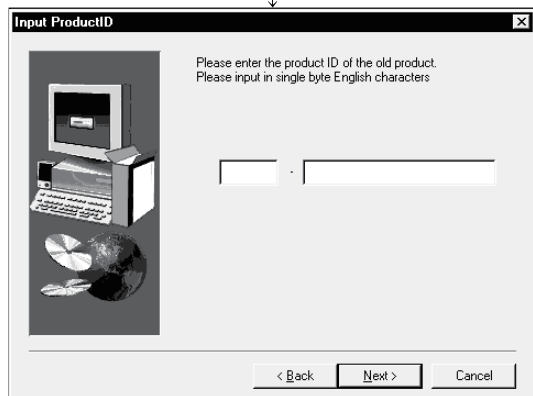 Input ProductID
Please enter the product ID of the old product.
Please input in single byte English characters
-
< Back
Next >
Cancel